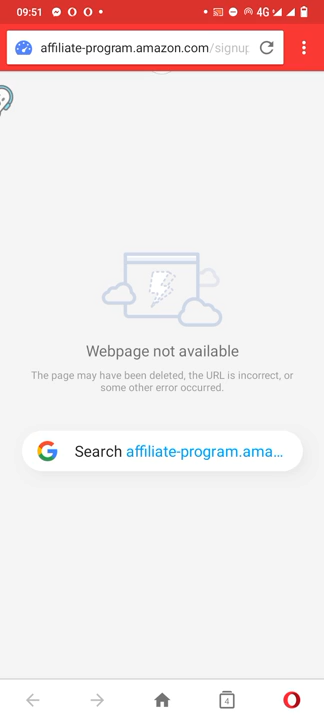 09:51
4G
affiliate-program.amazon.com/signup
Webpage not available
The page may have been deleted, the URL is incorrect, or
some other error occurred.
Search affiliate-program.ama...
4